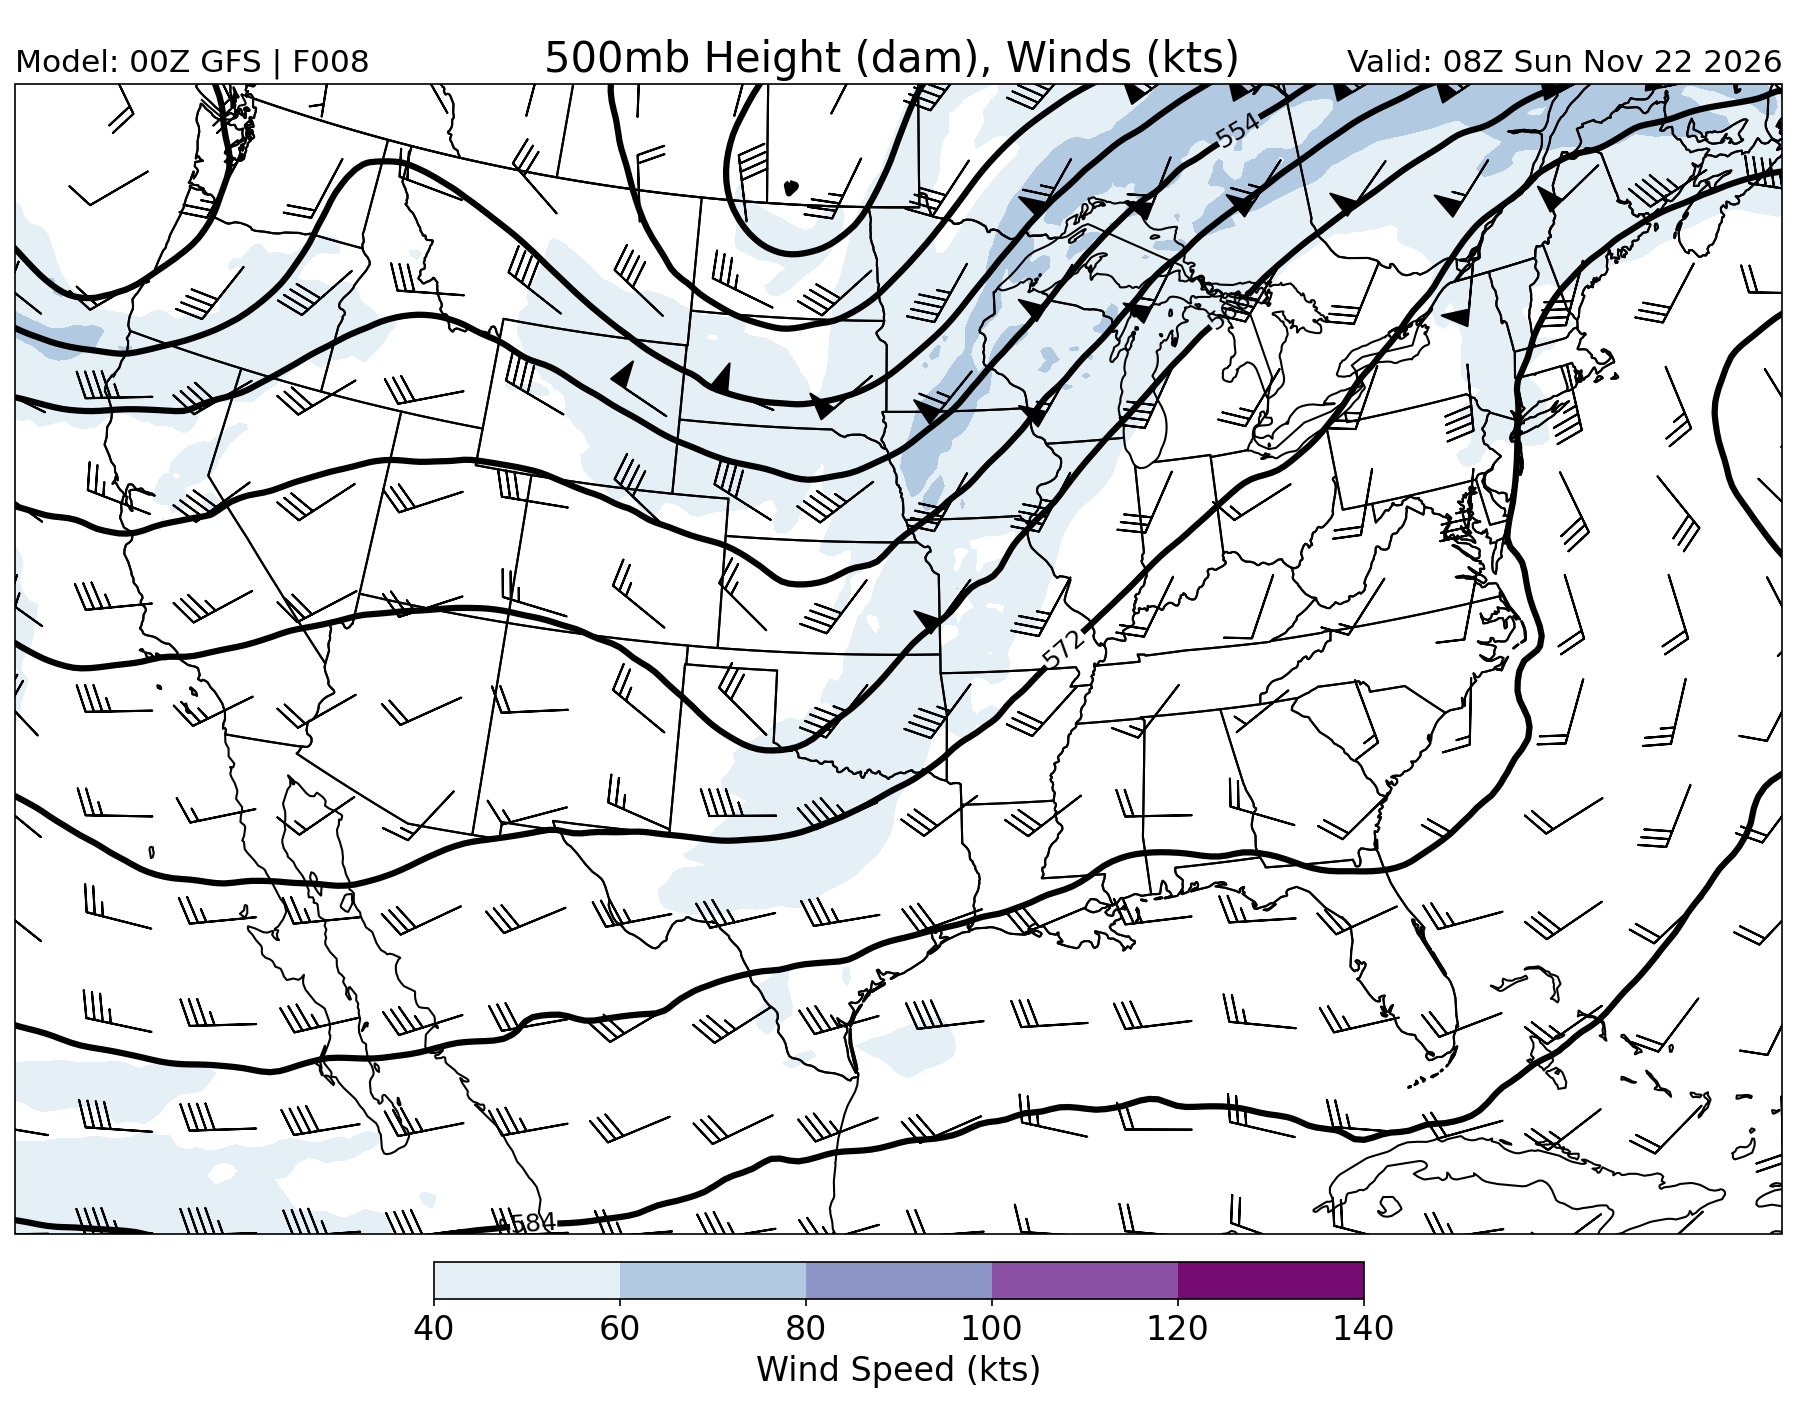 Model: 00Z GFS | F008
500mb Height (dam), Winds (kts)
Valid: 08Z Sun Nov 22 2026
554
572
584
40 60 80 100 120 140
Wind Speed (kts)